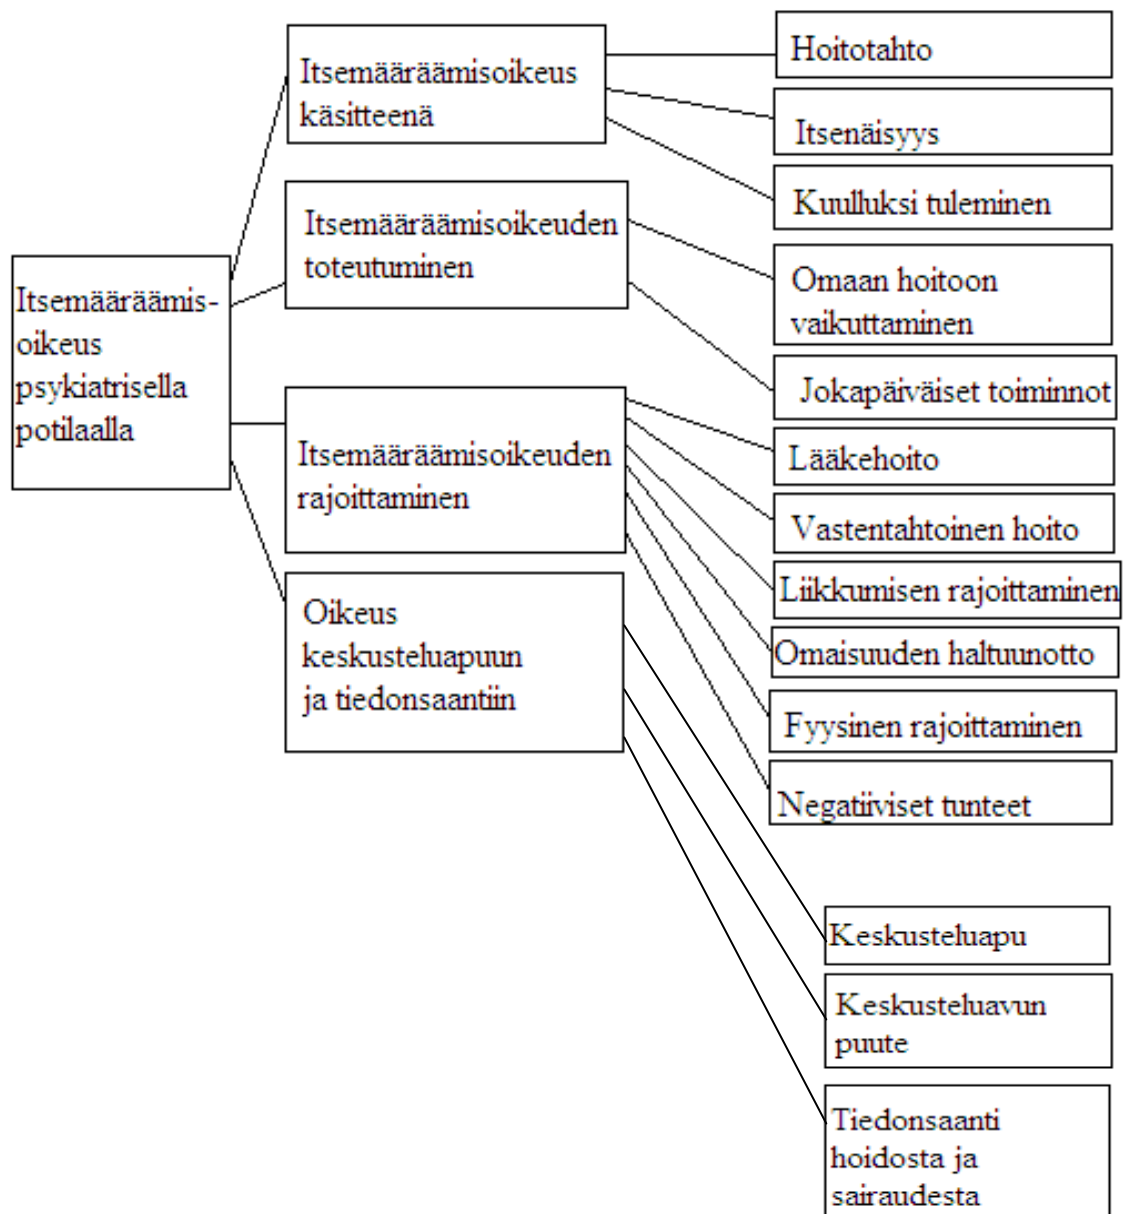 Itsemäärämis-
oikeus
psykiatrisella
potilaalla
Itsemääräämisoikeus
käsitteenä
Itsemääräämisoikeuden
toteutuminen
Itsemääräämisoikeuden
rajoittaminen
Oikeus
keskusteluapuun
ja tiedonsaantiin
Hoitotahto
Itsenäisyys
Kuulluksi tuleminen
Omaan hoitoon
vaikuttaminen
Jokapäiväiset toiminnot
Lääkehoito
Vastentahtoinen hoito
Liikkumisen rajoittaminen
Omaisuuden haltuunotto
Fyysinen rajoittaminen
Negatiiviset tunteet
Keskusteluapu
Keskusteluavun
puute
Tiedonsaanti
hoidosta ja
sairaudesta